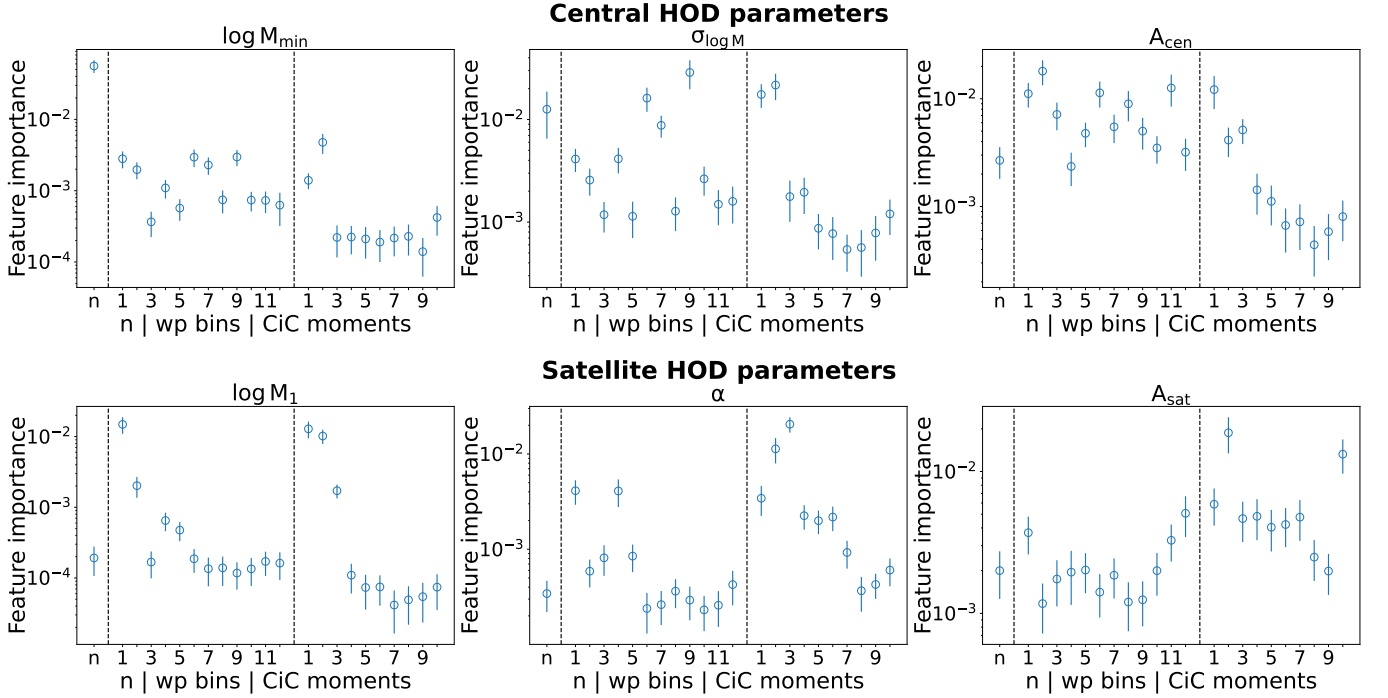 Central HOD parameters
log M_min
σ_log M
A_cen
Feature importance
10⁻²
10⁻³
10⁻⁴
n 1 3 5 7 9 11 1 3 5 7 9
n | wp bins | CiC moments
Feature importance
10⁻²
10⁻³
n 1 3 5 7 9 11 1 3 5 7 9
n | wp bins | CiC moments
Feature importance
10⁻²
10⁻³
n 1 3 5 7 9 11 1 3 5 7 9
n | wp bins | CiC moments
Satellite HOD parameters
log M₁
α
A_sat
Feature importance
10⁻²
10⁻³
10⁻⁴
n 1 3 5 7 9 11 1 3 5 7 9
n | wp bins | CiC moments
Feature importance
10⁻²
10⁻³
n 1 3 5 7 9 11 1 3 5 7 9
n | wp bins | CiC moments
Feature importance
10⁻²
10⁻³
n 1 3 5 7 9 11 1 3 5 7 9
n | wp bins | CiC moments